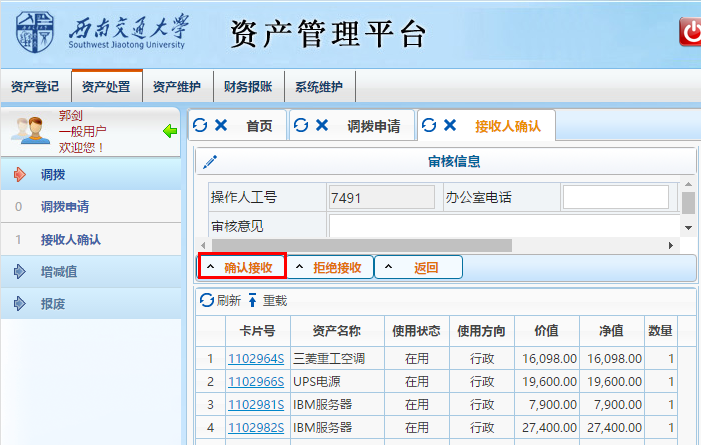 西南交通大学
Southwest Jiaotong University
资产管理平台
资产登记 资产处置 资产维护 财务报账 系统维护
郭剑
一般用户
欢迎您！
调拨
0 调拨申请
1 接收人确认
增减值
报废
首页 调拨申请 接收人确认
审核信息
操作人工号 7491 办公室电话
审核意见
确认接收 拒绝接收 返回
刷新 重载
卡片号 资产名称 使用状态 使用方向 价值 净值 数量
1 1102964S 三菱重工空调 在用 行政 16,098.00 16,098.00 1
2 1102966S UPS电源 在用 行政 19,600.00 19,600.00 1
3 1102981S IBM服务器 在用 行政 7,900.00 7,900.00 1
4 1102982S IBM服务器 在用 行政 27,400.00 27,400.00 1